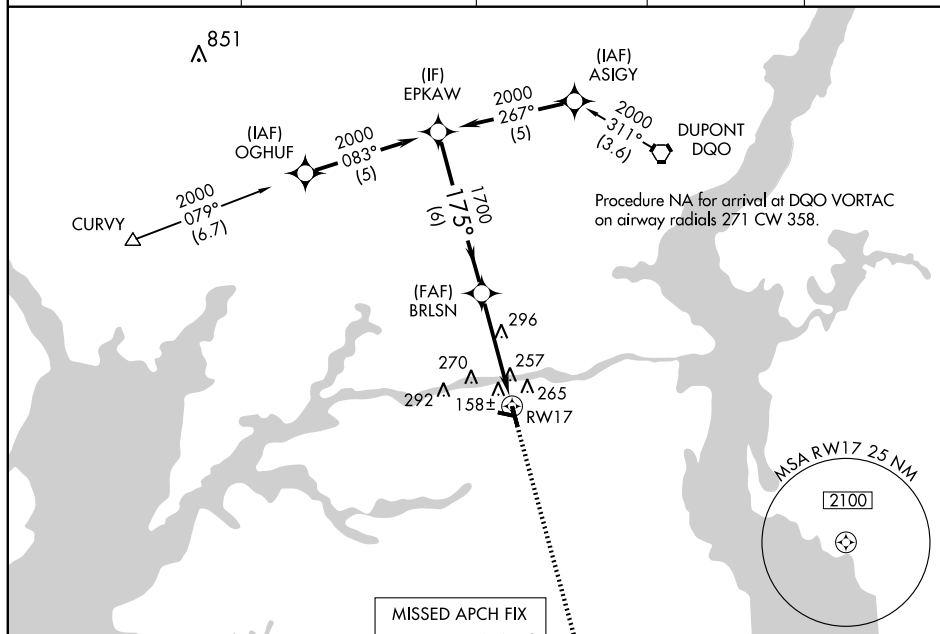 851
(IAF)
ASIGY
(IF)
EPKAW
2000
267°
(5)
2000
311°
(3.6)
DUPONT
DQO
(IAF)
OGHUF
2000
083°
(5)
2000
079°
(6.7)
CURVY
1700
175°
(6)
Procedure NA for arrival at DQO VORTAC
on airway radials 271 CW 358.
(FAF)
BRLSN
296
257
270
265
292
158±
RW17
MSA RW17 25 NM
2100
MISSED APCH FIX